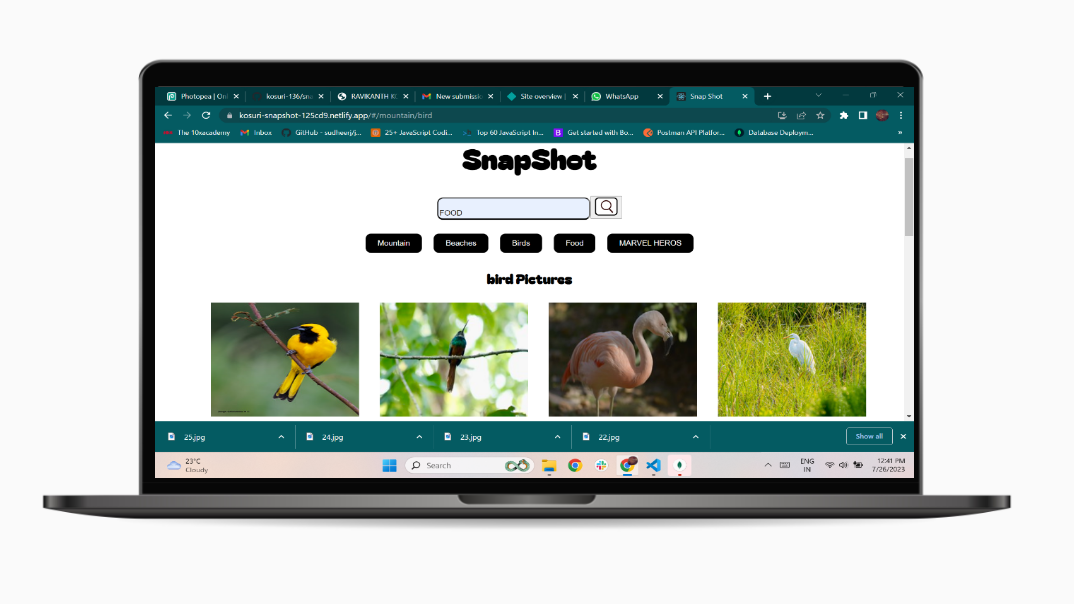 Photopea | Onl
kosuri-136/sna
RAVIKANTH K
New submissio
Site overview |
WhatsApp
Snap Shot
kosuri-snapshot-125cd9.netlify.app/#/mountain/bird
The 10xacademy
Inbox
GitHub - sudheerj/j...
25+ JavaScript Codi...
Top 60 JavaScript In...
Get started with Bo...
Postman API Platfor...
Database Deploym...
SnapShot
FOOD
Mountain
Beaches
Birds
Food
MARVEL HEROS
bird Pictures
25.jpg
24.jpg
23.jpg
22.jpg
Show all
23°C
Cloudy
Search
ENG
IN
12:41 PM
7/26/2023